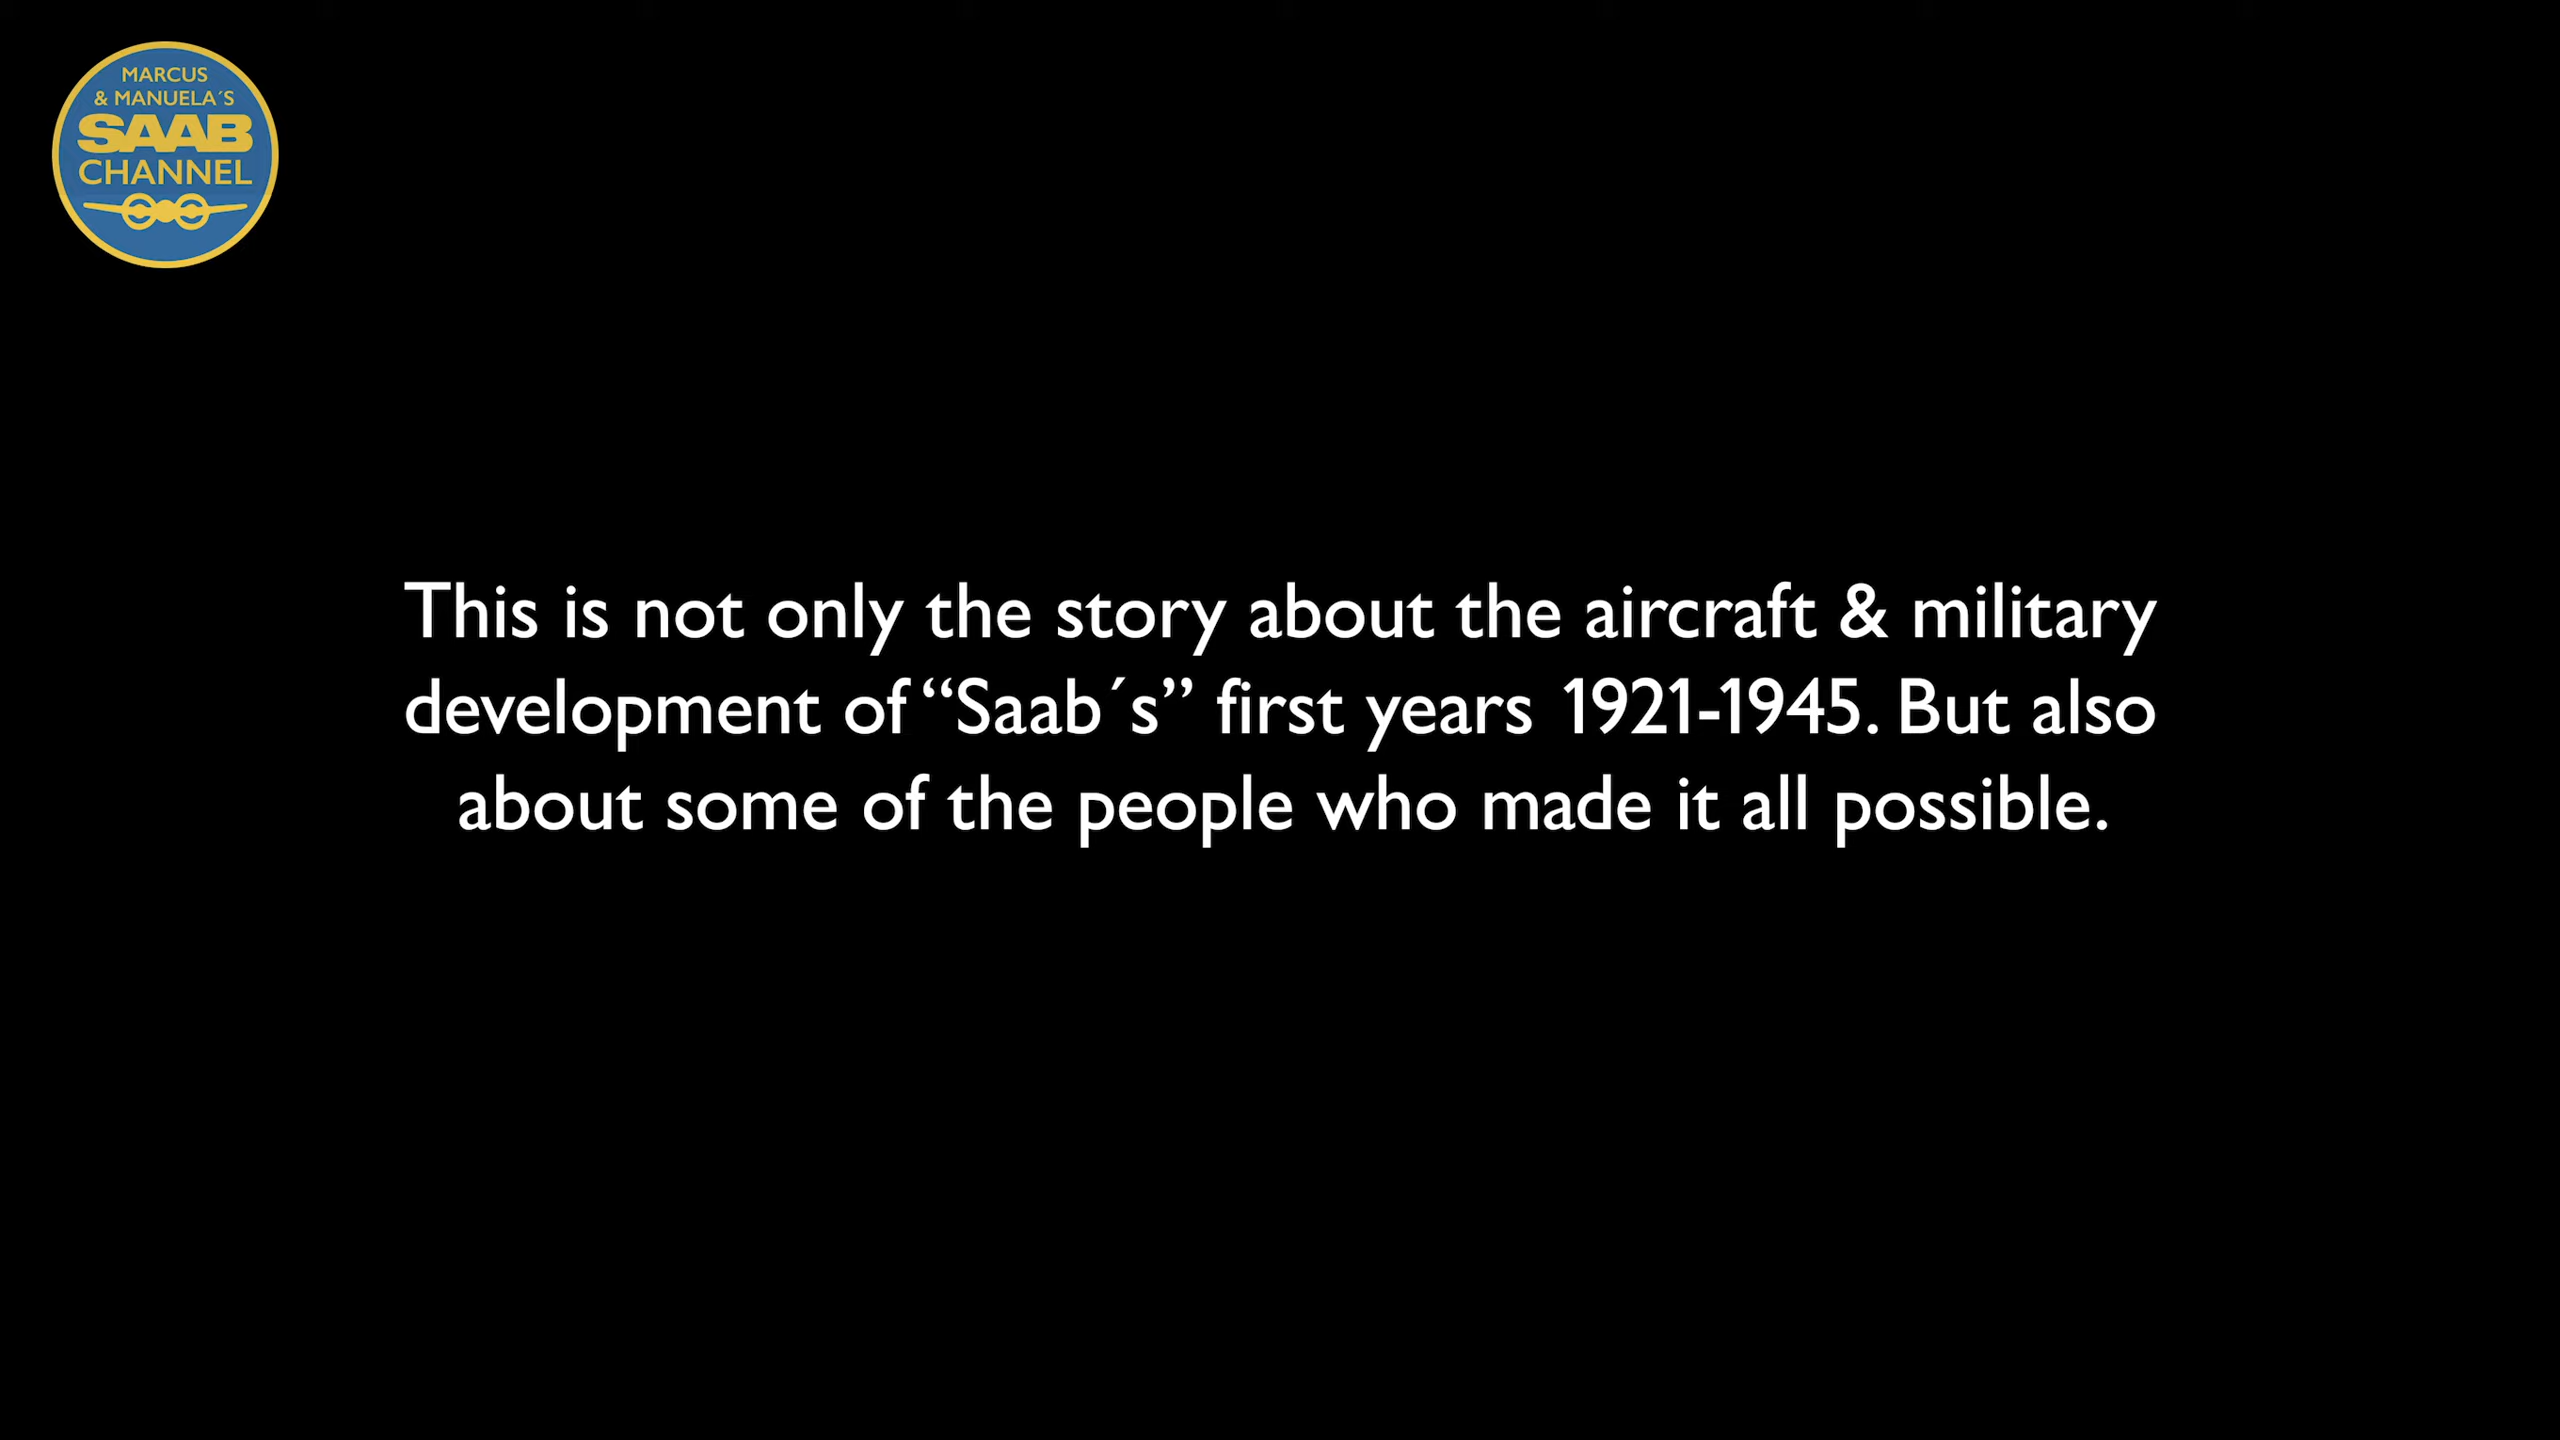 MARCUS
& MANUELA´S
SAAB
CHANNEL
This is not only the story about the aircraft & military
development of “Saab´s” first years 1921-1945. But also
about some of the people who made it all possible.